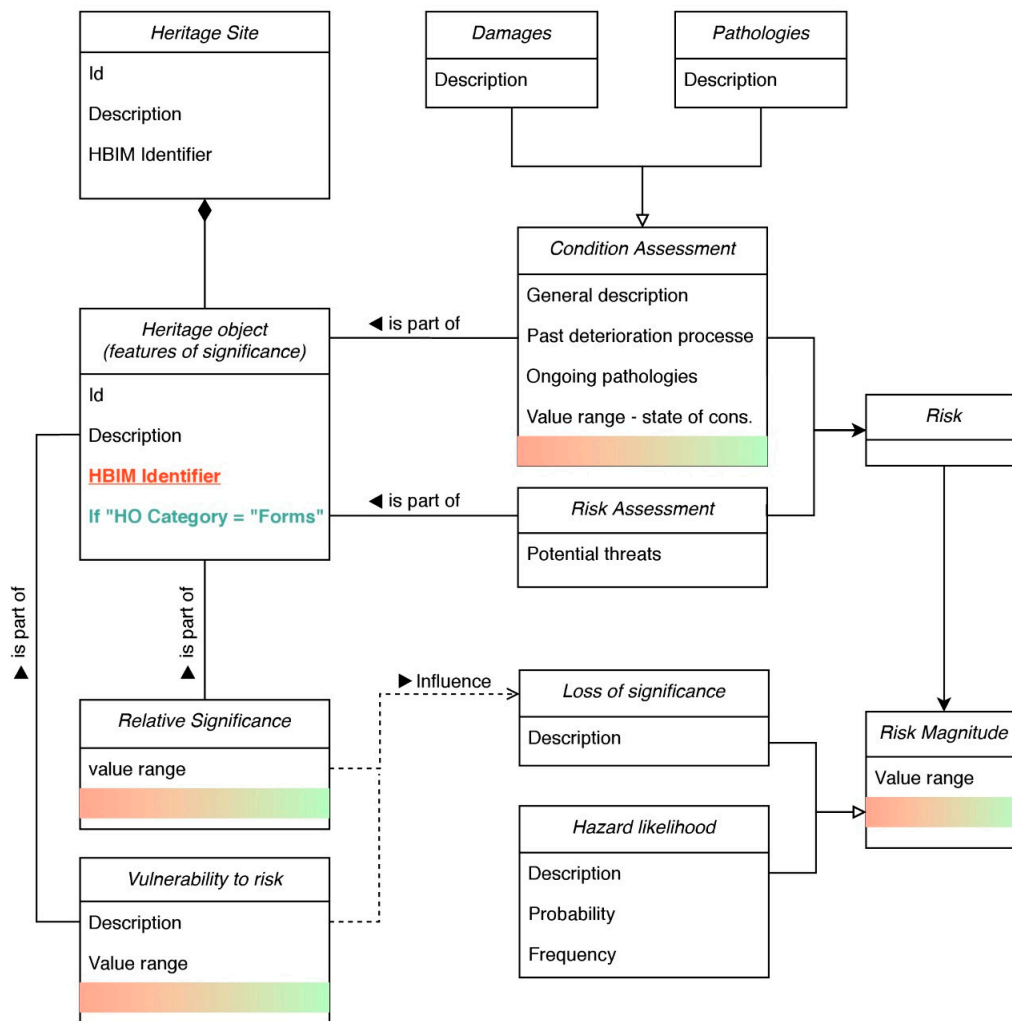 Heritage Site
Id
Description
HBIM Identifier
Damages
Description
Pathologies
Description
Condition Assessment
General description
Past deterioration processe
Ongoing pathologies
Value range - state of cons.
Heritage object
(features of significance)
Id
Description
HBIM Identifier
If "HO Category = "Forms"
◄ is part of
◄ is part of
Risk Assessment
Potential threats
Risk
▲ is part of
▲ is part of
► Influence
Relative Significance
value range
Loss of significance
Description
Risk Magnitude
Value range
Hazard likelihood
Description
Probability
Frequency
Vulnerability to risk
Description
Value range